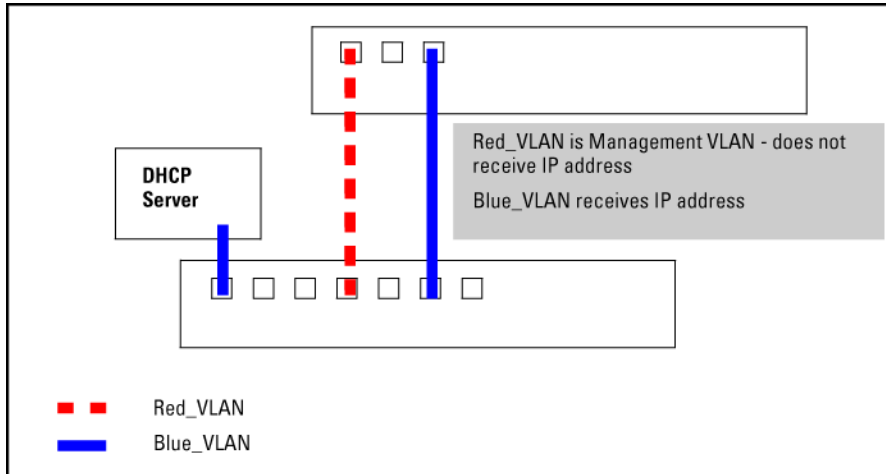 Red_VLAN is Management VLAN - does not
receive IP address
Blue_VLAN receives IP address
DHCP
Server
Red_VLAN
Blue_VLAN